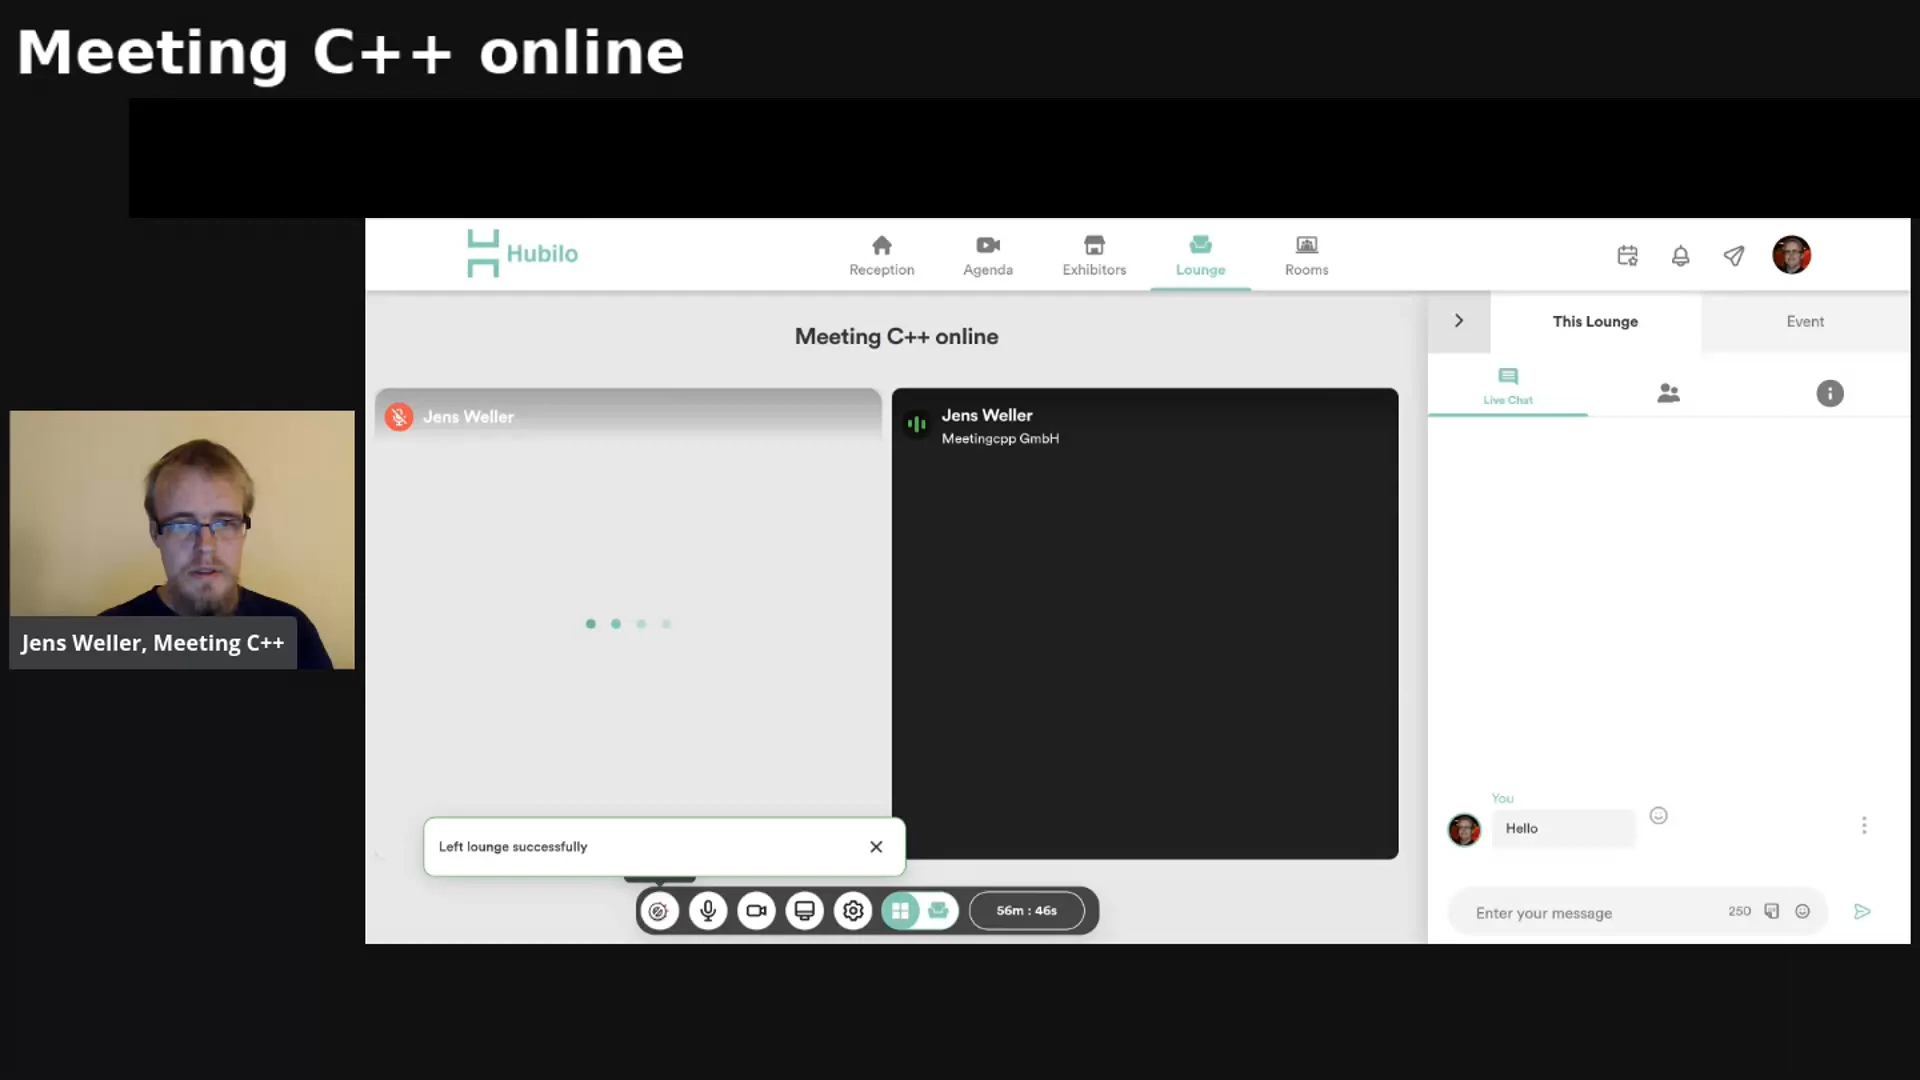 Meeting C++ online
Hubilo
Reception
Agenda
Exhibitors
Lounge
Rooms
Meeting C++ online
This Lounge
Event
Live Chat
Jens Weller
Jens Weller
Meetingcpp GmbH
Jens Weller, Meeting C++
You
Hello
Left lounge successfully
56m : 46s
Enter your message
250